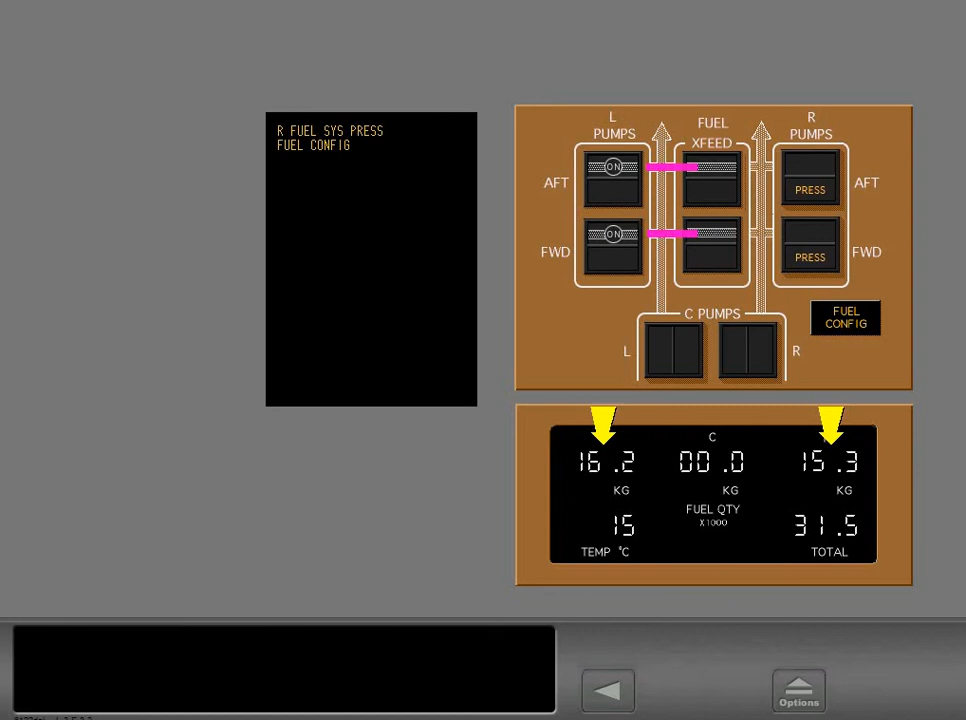 L
PUMPS
FUEL
XFEED
R
PUMPS
R FUEL SYS PRESS
FUEL CONFIG
ON
AFT
PRESS
AFT
ON
FWD
PRESS
FWD
C PUMPS
FUEL
CONFIG
L
R
C
16.2
00.0
15.3
KG
KG
KG
FUEL QTY
X1000
15
31.5
TEMP °C
TOTAL
Options